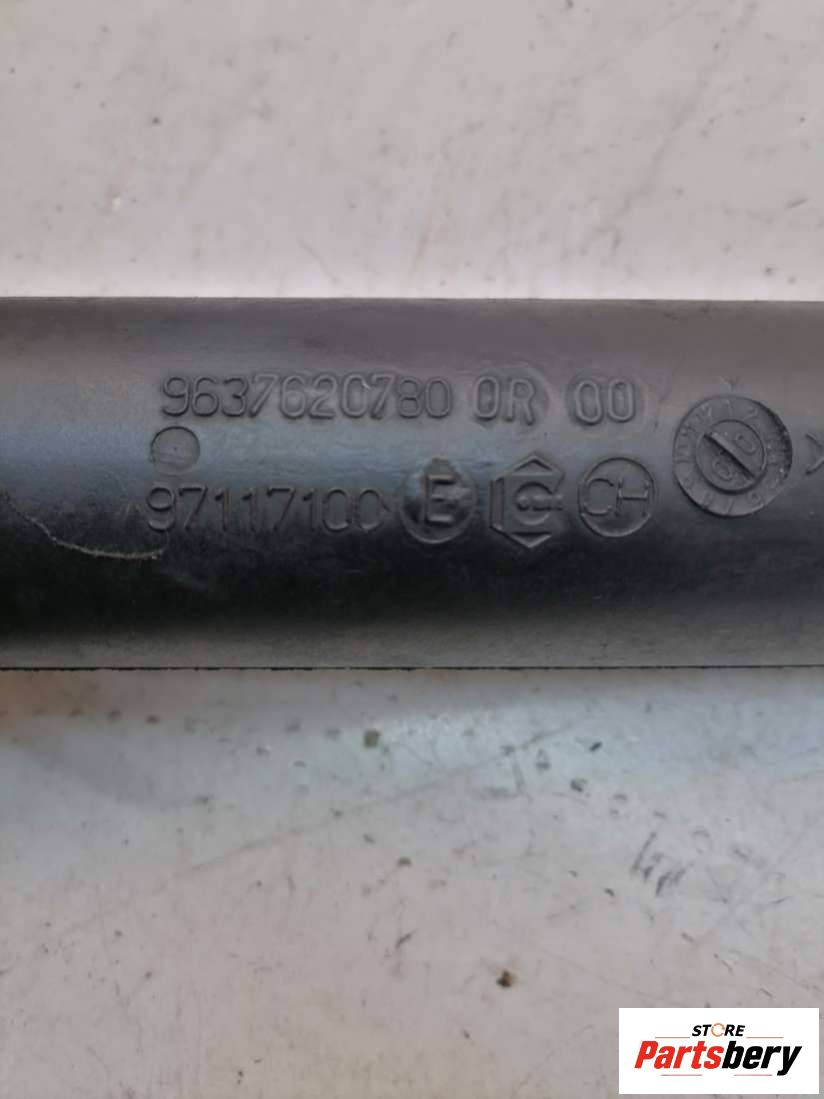 9637620780 0R 00
97117100 E C CH
STORE
Partsbery